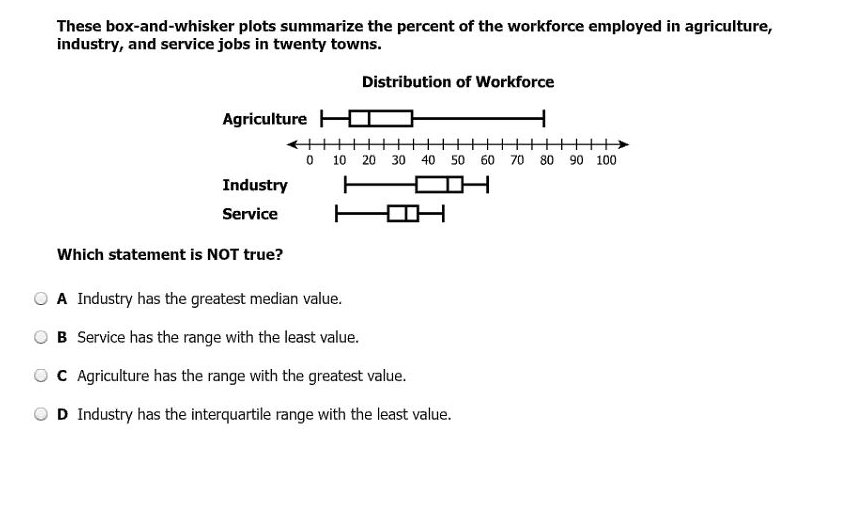 These box-and-whisker plots summarize the percent of the workforce employed in agriculture,
industry, and service jobs in twenty towns.
Distribution of Workforce
Agriculture
0 10 20 30 40 50 60 70 80 90 100
Industry
Service
Which statement is NOT true?
A Industry has the greatest median value.
B Service has the range with the least value.
C Agriculture has the range with the greatest value.
D Industry has the interquartile range with the least value.